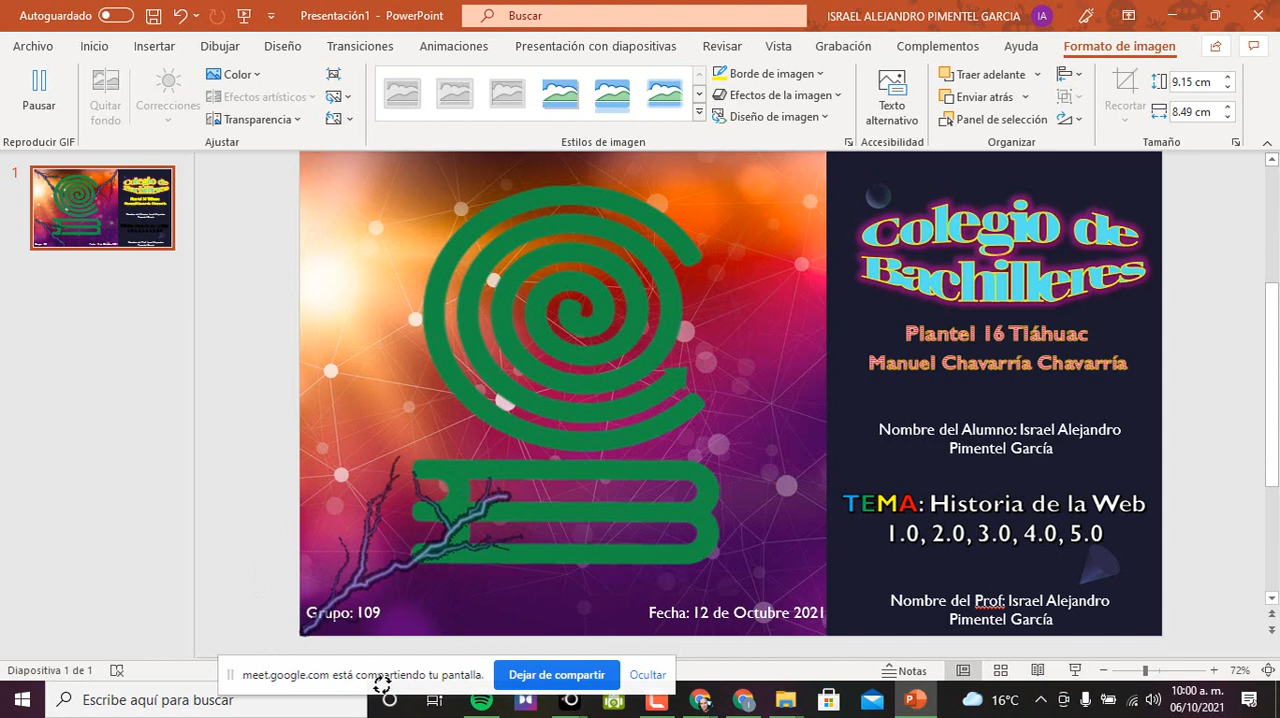 Autoguardado
Presentación1 - PowerPoint
Buscar
ISRAEL ALEJANDRO PIMENTEL GARCIA
IA
Archivo Inicio Insertar Dibujar Diseño Transiciones Animaciones Presentación con diapositivas Revisar Vista Grabación Complementos Ayuda Formato de imagen
Pausar
Reproducir GIF
Quitar fondo
Correcciones
Color
Efectos artísticos
Transparencia
Ajustar
Estilos de imagen
Borde de imagen
Efectos de la imagen
Diseño de imagen
Texto alternativo
Accesibilidad
Traer adelante
Enviar atrás
Panel de selección
Organizar
Recortar
9.15 cm
8.49 cm
Tamaño
1
Colegio de
Bachilleres
Plantel 16 Tláhuac
Manuel Chavarría Chavarría
Nombre del Alumno: Israel Alejandro
Pimentel García
TEMA: Historia de la Web
1.0, 2.0, 3.0, 4.0, 5.0
Nombre del Prof: Israel Alejandro
Pimentel García
Grupo: 109
Fecha: 12 de Octubre 2021
Diapositiva 1 de 1
meet.google.com está compartiendo tu pantalla.
Dejar de compartir
Ocultar
Notas
72%
Escribe aquí para buscar
16°C
10:00 a. m.
06/10/2021